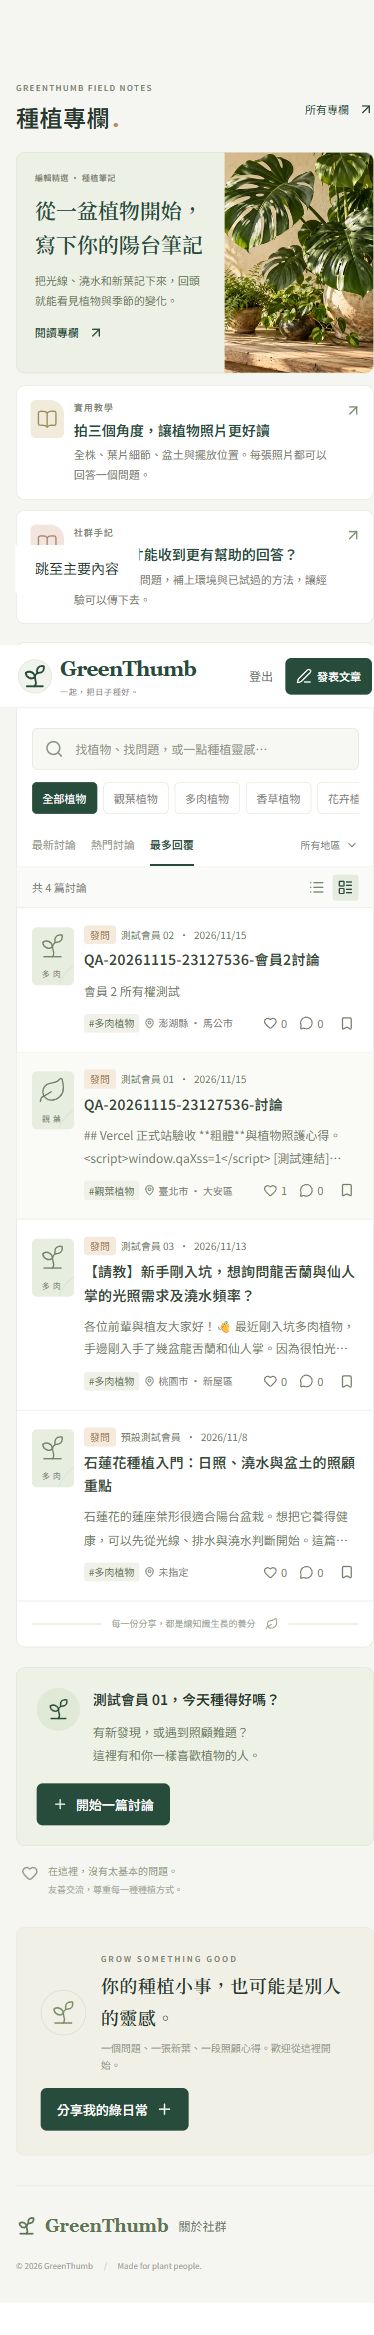 GREENTHUMB FIELD NOTES
種植專欄.
所有專欄
編輯精選 · 種植筆記
從一盆植物開始，
寫下你的陽台筆記
把光線、澆水和新葉記下來，回頭
就能看見植物與季節的變化。
閱讀專欄
實用教學
拍三個角度，讓植物照片更好讀
全株、葉片細節、盆土與擺放位置。每張照片都可以
回答一個問題。
社群手記
才能收到更有幫助的回答？
跳至主要內容
問題，補上環境與已試過的方法，讓經
驗可以傳下去。
GreenThumb
一起，把日子種好。
登出
發表文章
找植物、找問題，或一點種植靈感…
全部植物
觀葉植物
多肉植物
香草植物
花卉植
最新討論
熱門討論
最多回覆
所有地區
共 4 篇討論
多肉
發問 測試會員 02 · 2026/11/15
QA-20261115-23127536-會員2討論
會員 2 所有權測試
#多肉植物 澎湖縣 · 馬公市 0 0
觀葉
發問 測試會員 01 · 2026/11/15
QA-20261115-23127536-討論
## Vercel 正式站驗收 **粗體**與植物照護心得。
<script>window.qaXss=1</script> [測試連結]…
#觀葉植物 臺北市 · 大安區 1 0
多肉
發問 測試會員 03 · 2026/11/13
【請教】新手剛入坑，想詢問龍舌蘭與仙人
掌的光照需求及澆水頻率？
各位前輩與植友大家好！👋 最近剛入坑多肉植物，
手邊剛入手了幾盆龍舌蘭和仙人掌。因為很怕光…
#多肉植物 桃園市 · 新屋區 0 0
多肉
發問 預設測試會員 · 2026/11/8
石蓮花種植入門：日照、澆水與盆土的照顧
重點
石蓮花的蓮座葉形很適合陽台盆栽。想把它養得健
康，可以先從光線、排水與澆水判斷開始。這篇…
#多肉植物 未指定 0 0
每一份分享，都是讓知識生長的養分
測試會員 01，今天種得好嗎？
有新發現，或遇到照顧難題？
這裡有和你一樣喜歡植物的人。
開始一篇討論
在這裡，沒有太基本的問題。
友善交流，尊重每一種種植方式。
GROW SOMETHING GOOD
你的種植小事，也可能是別人
的靈感。
一個問題、一張新葉、一段照顧心得。歡迎從這裡開
始。
分享我的綠日常
GreenThumb 關於社群
© 2026 GreenThumb / Made for plant people.